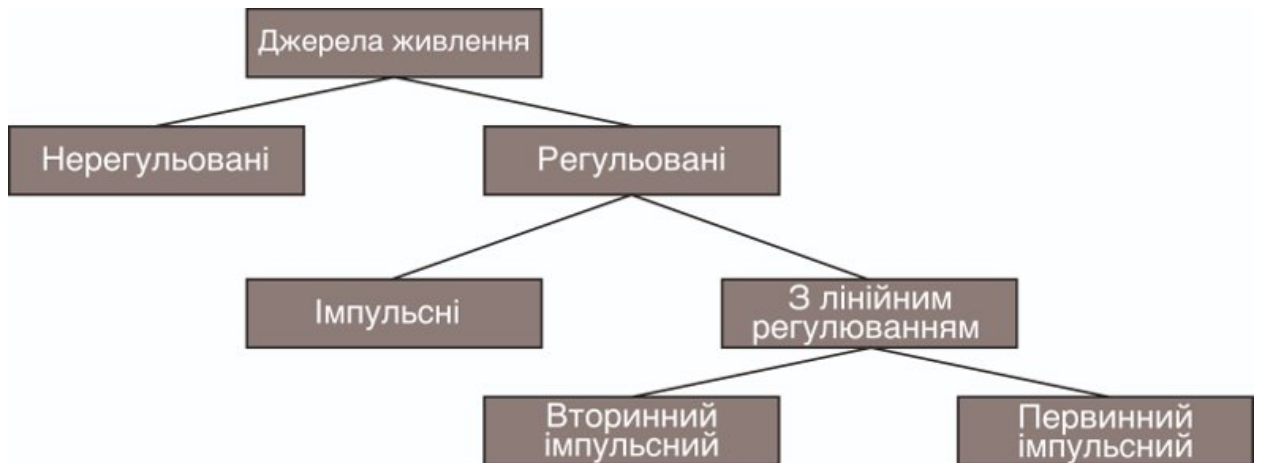 Джерела живлення
Нерегульовані
Регульовані
Імпульсні
З лінійним
регулюванням
Вторинний
імпульсний
Первинний
імпульсний